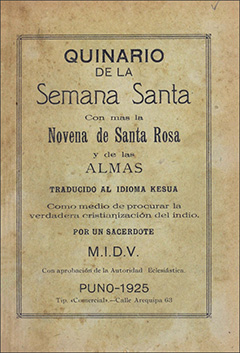 QUINARIO
DE LA
Semana Santa
Con más la
Novena de Santa Rosa
y de las
ALMAS
TRADUCIDO AL IDIOMA KESUA
Como medio de procurar la
verdadera cristianización del indio.
POR UN SACERDOTE
M.I.D.V.
Con aprobación de la Autoridad Eclesiástica.
PUNO-1925
Tip. «Comercial».—Calle Arequipa 63